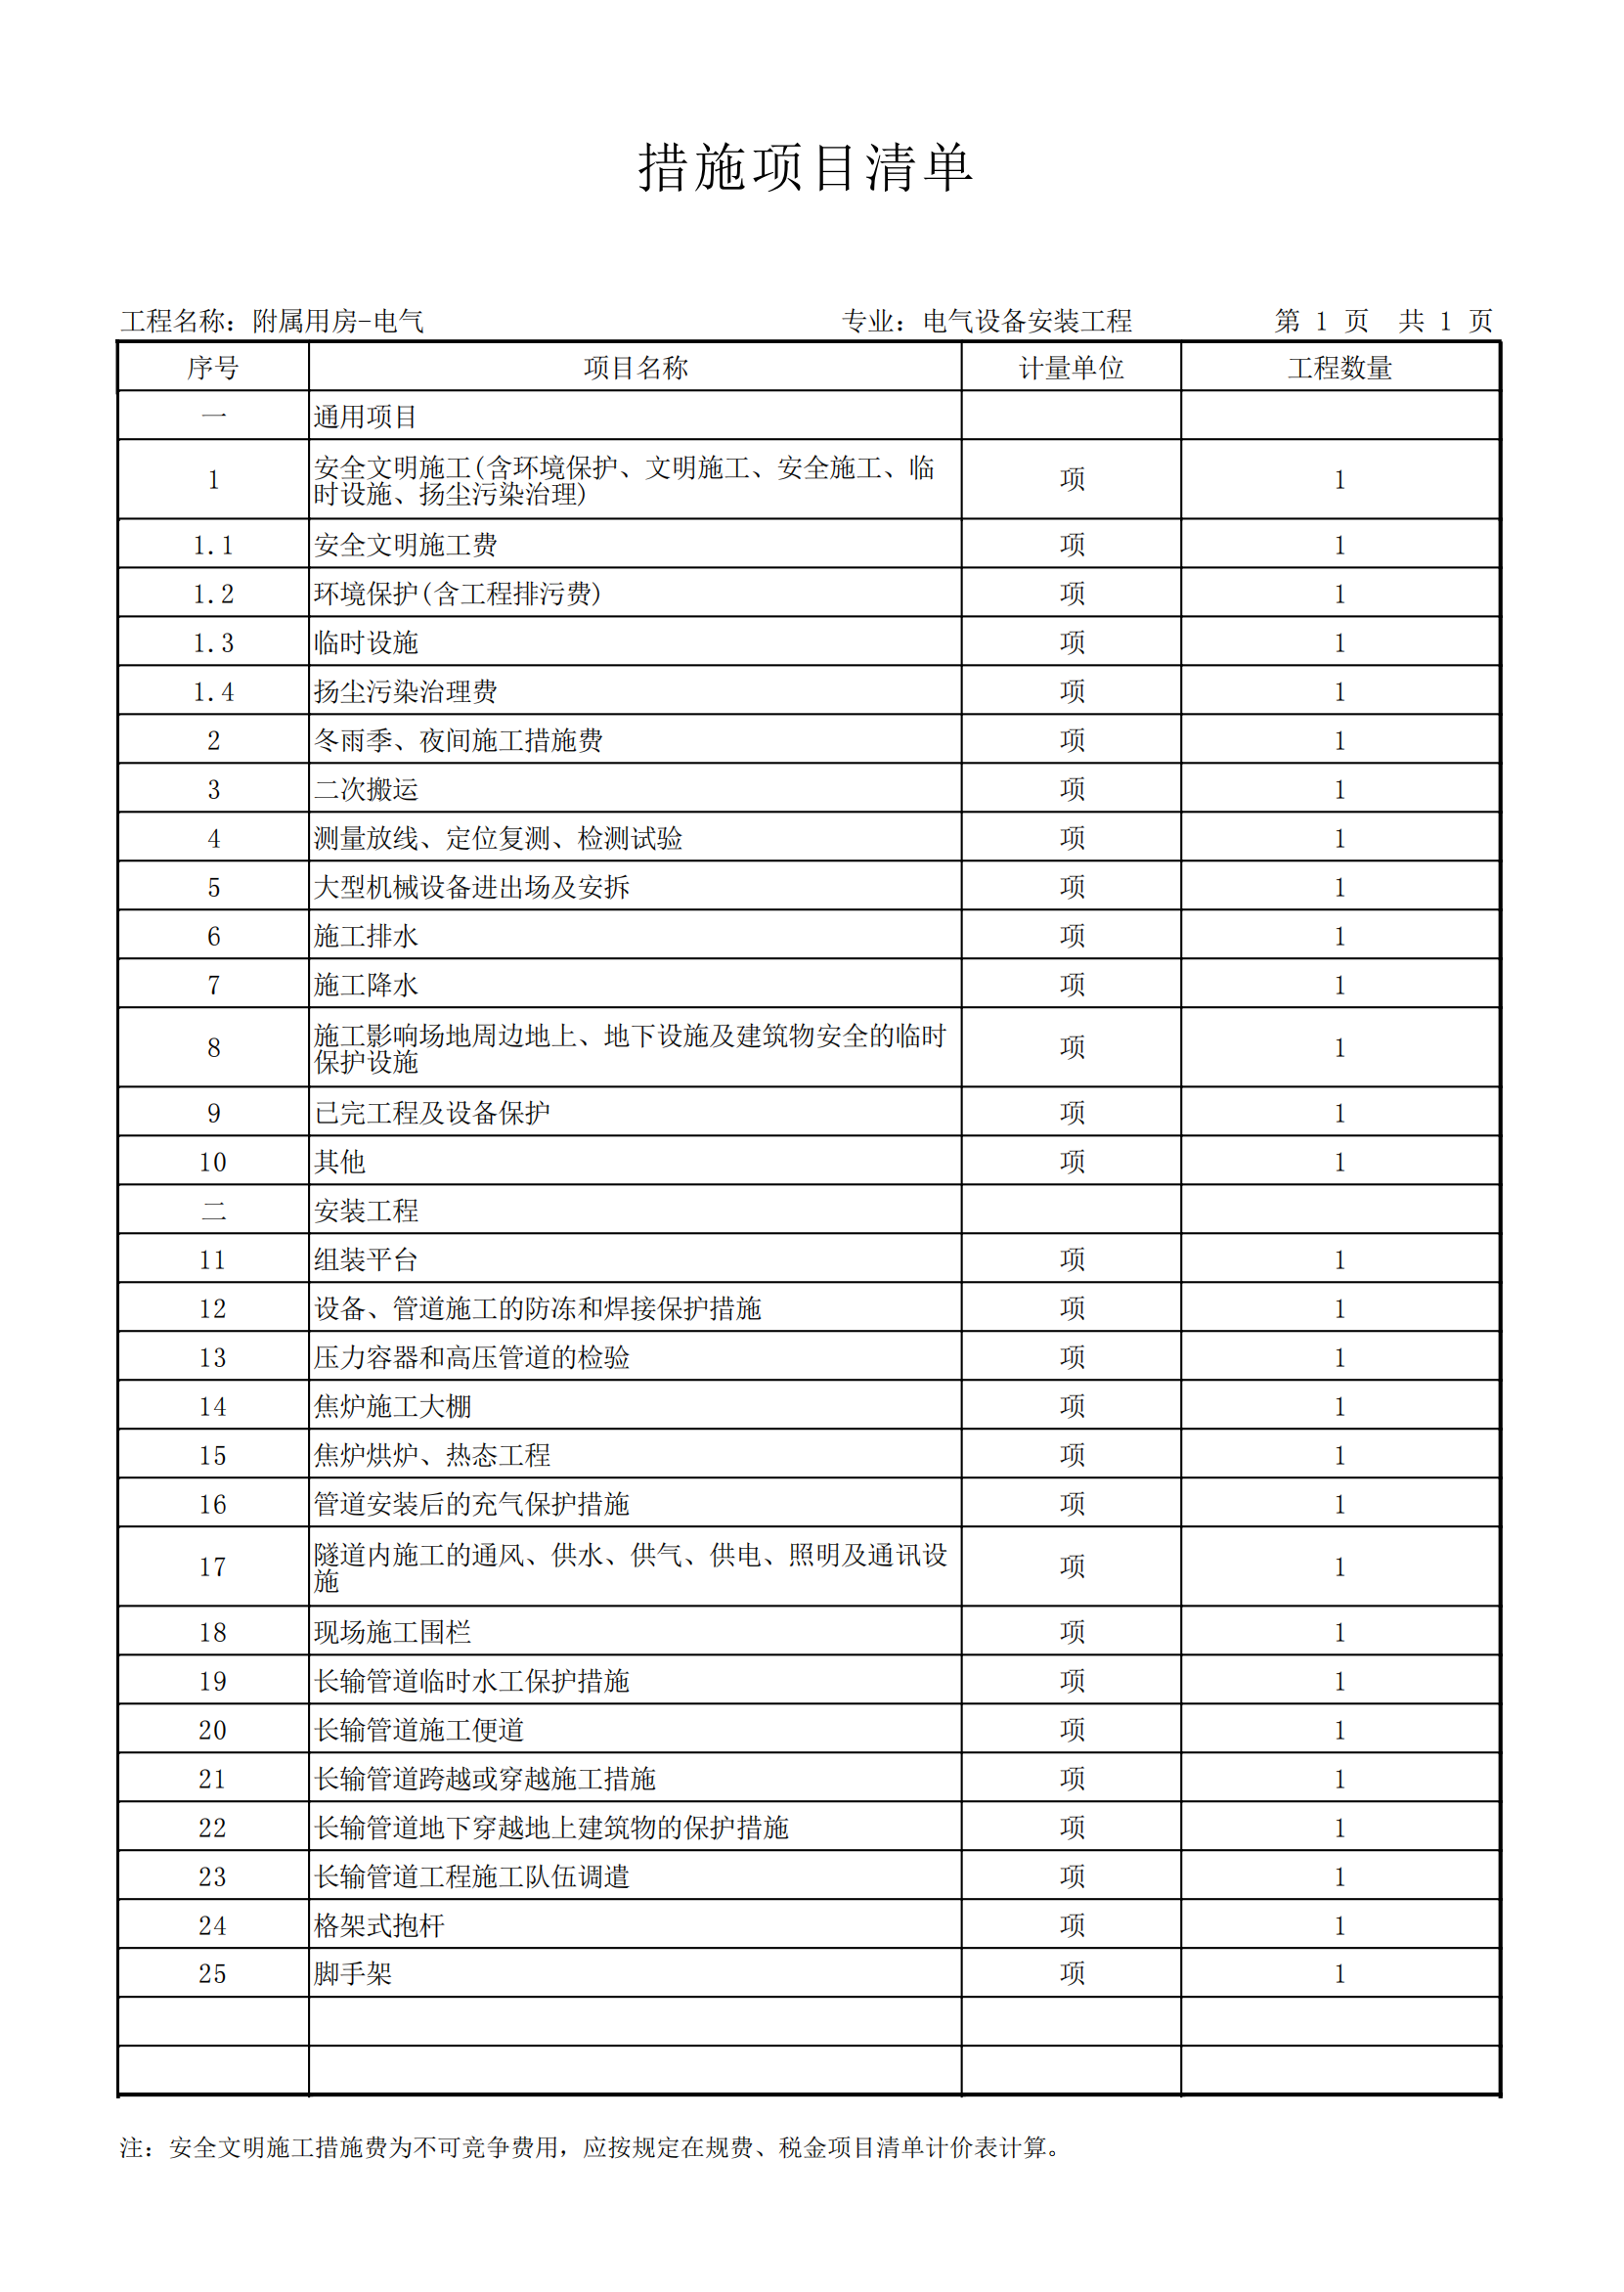 措施项目清单
工程名称：附属用房-电气 专业：电气设备安装工程 第 1 页 共 1 页
序号 项目名称 计量单位 工程数量
一 通用项目
1 安全文明施工(含环境保护、文明施工、安全施工、临
时设施、扬尘污染治理) 项 1
1.1 安全文明施工费 项 1
1.2 环境保护(含工程排污费) 项 1
1.3 临时设施 项 1
1.4 扬尘污染治理费 项 1
2 冬雨季、夜间施工措施费 项 1
3 二次搬运 项 1
4 测量放线、定位复测、检测试验 项 1
5 大型机械设备进出场及安拆 项 1
6 施工排水 项 1
7 施工降水 项 1
8 施工影响场地周边地上、地下设施及建筑物安全的临时
保护设施 项 1
9 已完工程及设备保护 项 1
10 其他 项 1
二 安装工程
11 组装平台 项 1
12 设备、管道施工的防冻和焊接保护措施 项 1
13 压力容器和高压管道的检验 项 1
14 焦炉施工大棚 项 1
15 焦炉烘炉、热态工程 项 1
16 管道安装后的充气保护措施 项 1
17 隧道内施工的通风、供水、供气、供电、照明及通讯设
施 项 1
18 现场施工围栏 项 1
19 长输管道临时水工保护措施 项 1
20 长输管道施工便道 项 1
21 长输管道跨越或穿越施工措施 项 1
22 长输管道地下穿越地上建筑物的保护措施 项 1
23 长输管道工程施工队伍调遣 项 1
24 格架式抱杆 项 1
25 脚手架 项 1
注：安全文明施工措施费为不可竞争费用，应按规定在规费、税金项目清单计价表计算。